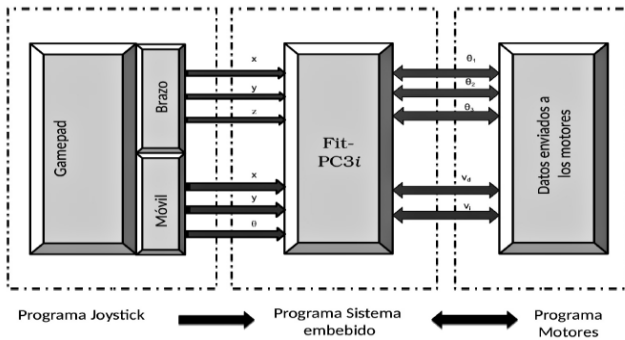 Gamepad
Brazo
Móvil
x
y
z
x
y
θ
Fit-
PC3i
θ₁
θ₂
θ₃
v_d
v_i
Datos enviados a
los motores
Programa Joystick
Programa Sistema
embebido
Programa
Motores